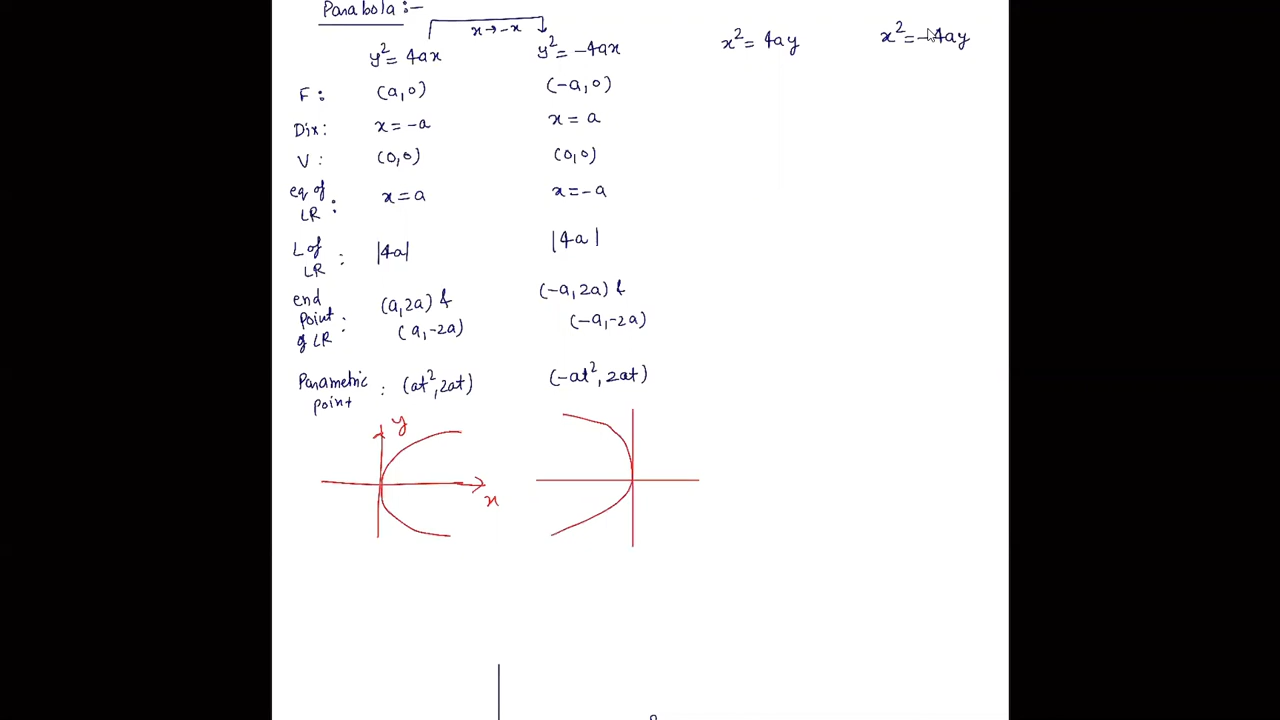 Parabola :-
x → -x
y² = 4ax y² = -4ax x² = 4ay x² = -4ay
F : (a,0) (-a,0)
Dix : x = -a x = a
V : (0,0) (0,0)
eq of LR : x = a x = -a
L of LR : |4a| |4a|
end point of LR : (a,2a) & (a,-2a) (-a,2a) & (-a,-2a)
Parametric point : (at²,2at) (-at²,2at)
y
x